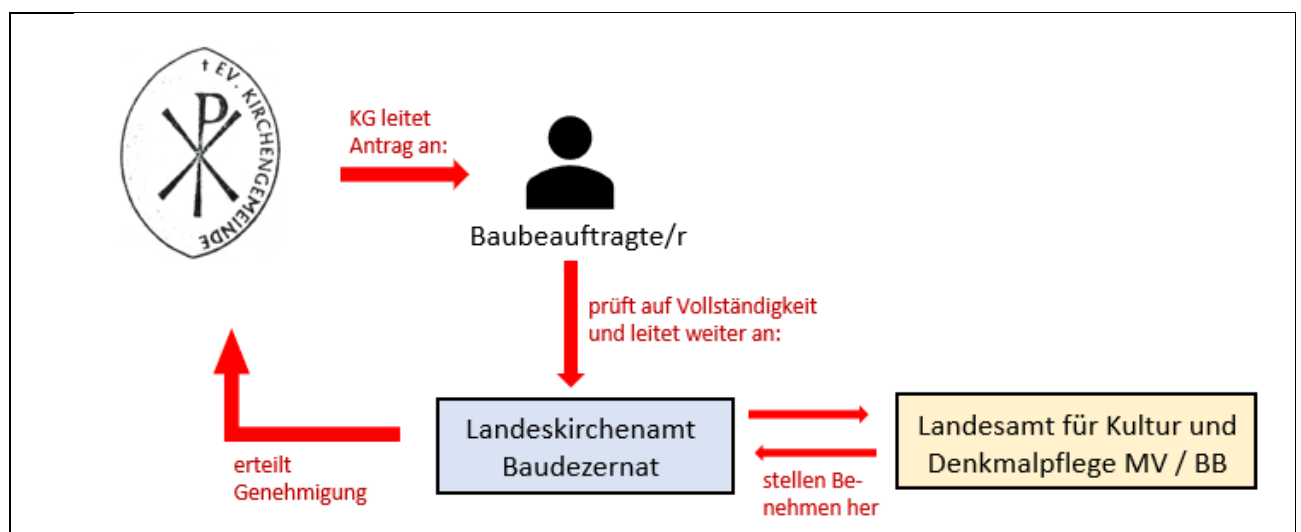 † EV. KIRCHENGEMEINDE
KG leitet
Antrag an:
Baubeauftragte/r
prüft auf Vollständigkeit
und leitet weiter an:
Landeskirchenamt
Baudezernat
Landesamt für Kultur und
Denkmalpflege MV / BB
stellen Be-
nehmen her
erteilt
Genehmigung